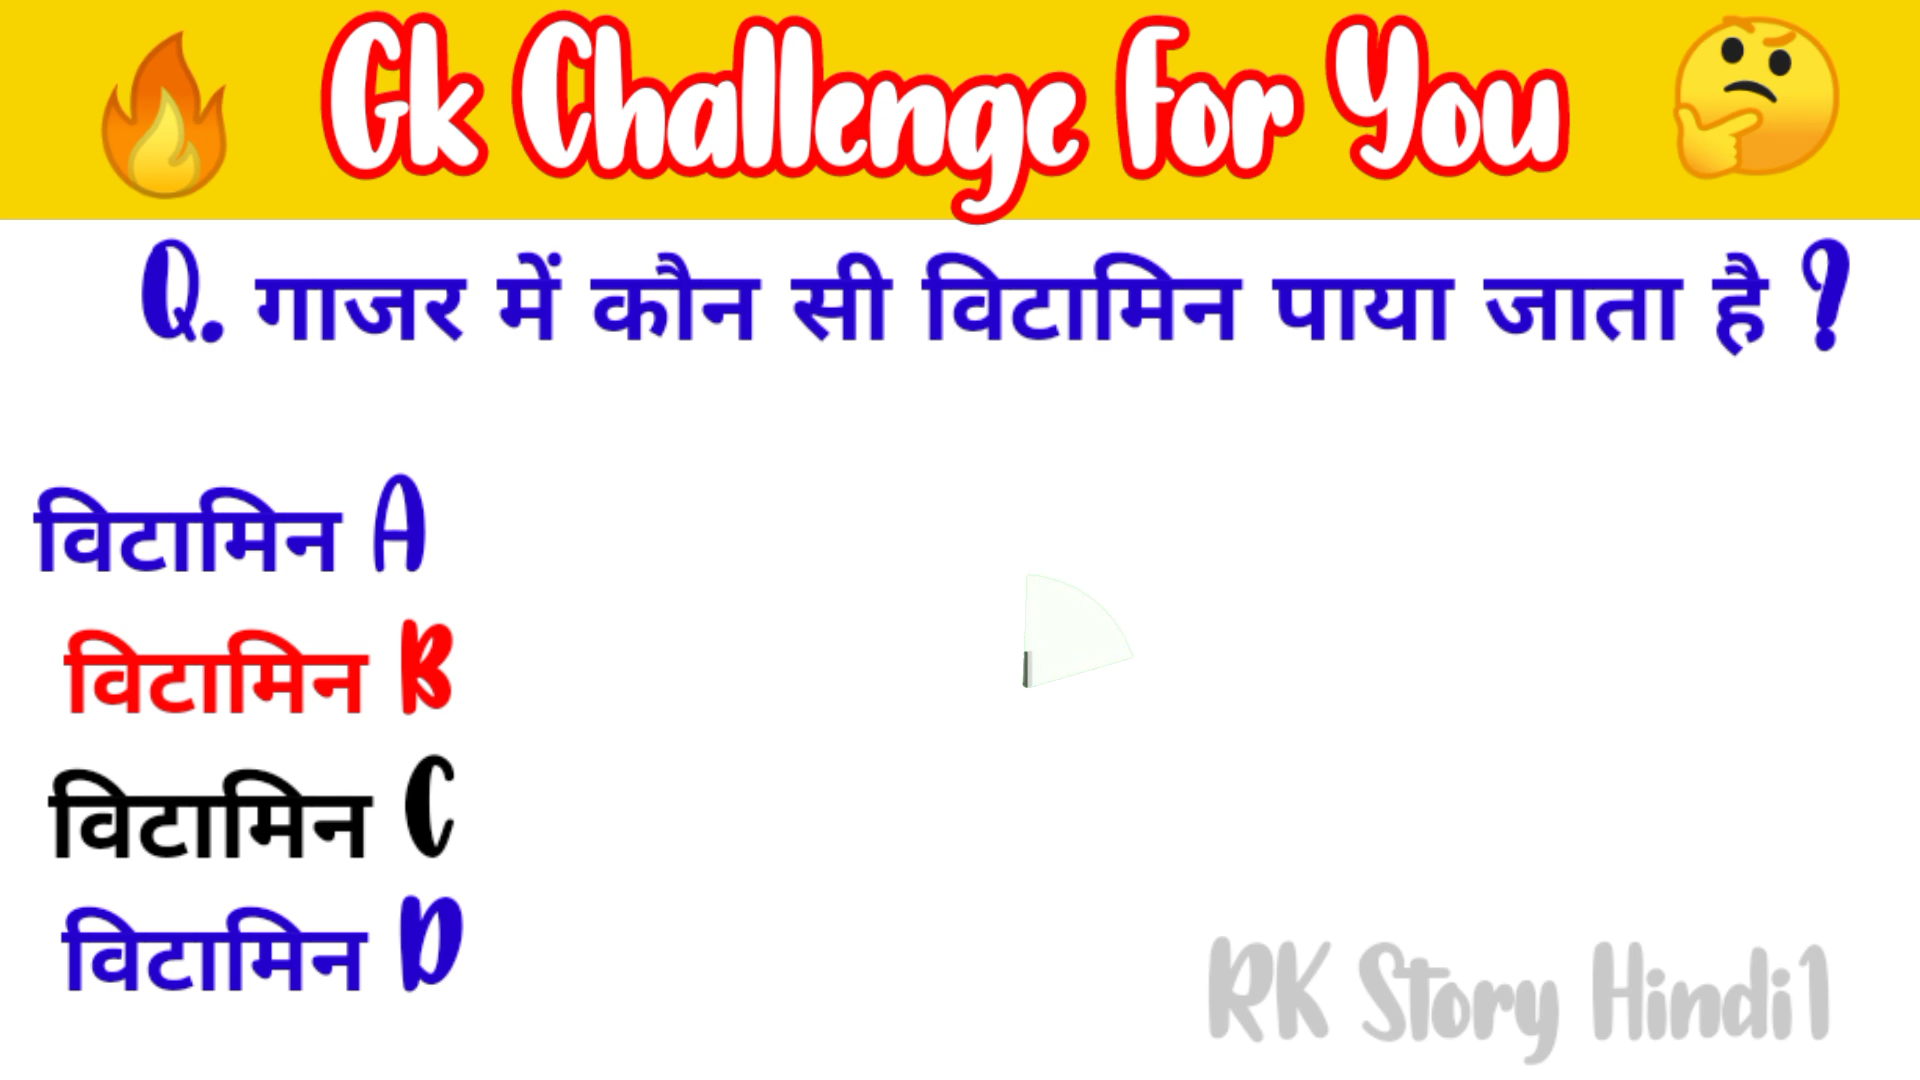 Gk Challenge For You
Q. गाजर में कौन सी विटामिन पाया जाता है ?
विटामिन A
विटामिन B
विटामिन C
विटामिन D
RK Story Hindi1